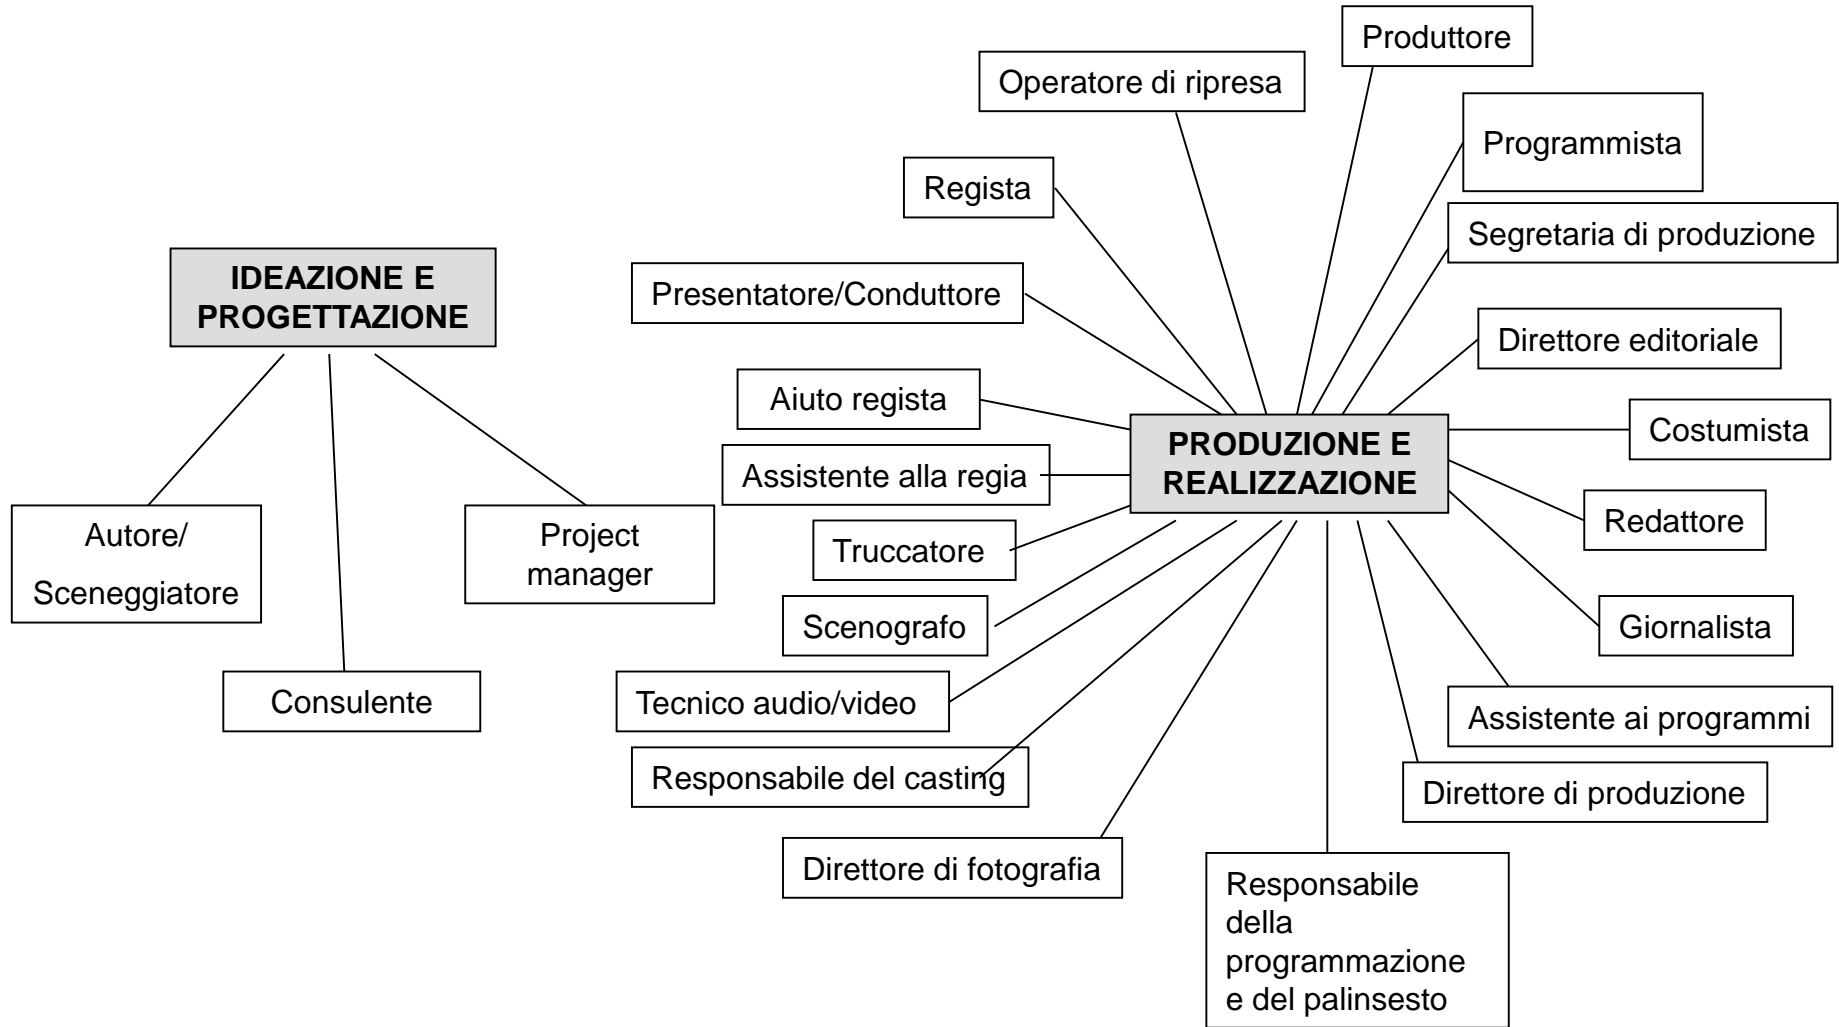 Produttore
Operatore di ripresa
Programmista
Regista
Segretaria di produzione
IDEAZIONE E
PROGETTAZIONE
Presentatore/Conduttore
Direttore editoriale
Aiuto regista
Costumista
PRODUZIONE E
REALIZZAZIONE
Assistente alla regia
Redattore
Autore/
Sceneggiatore
Project
manager
Truccatore
Scenografo
Giornalista
Consulente
Tecnico audio/video
Assistente ai programmi
Responsabile del casting
Direttore di produzione
Direttore di fotografia
Responsabile
della
programmazione
e del palinsesto